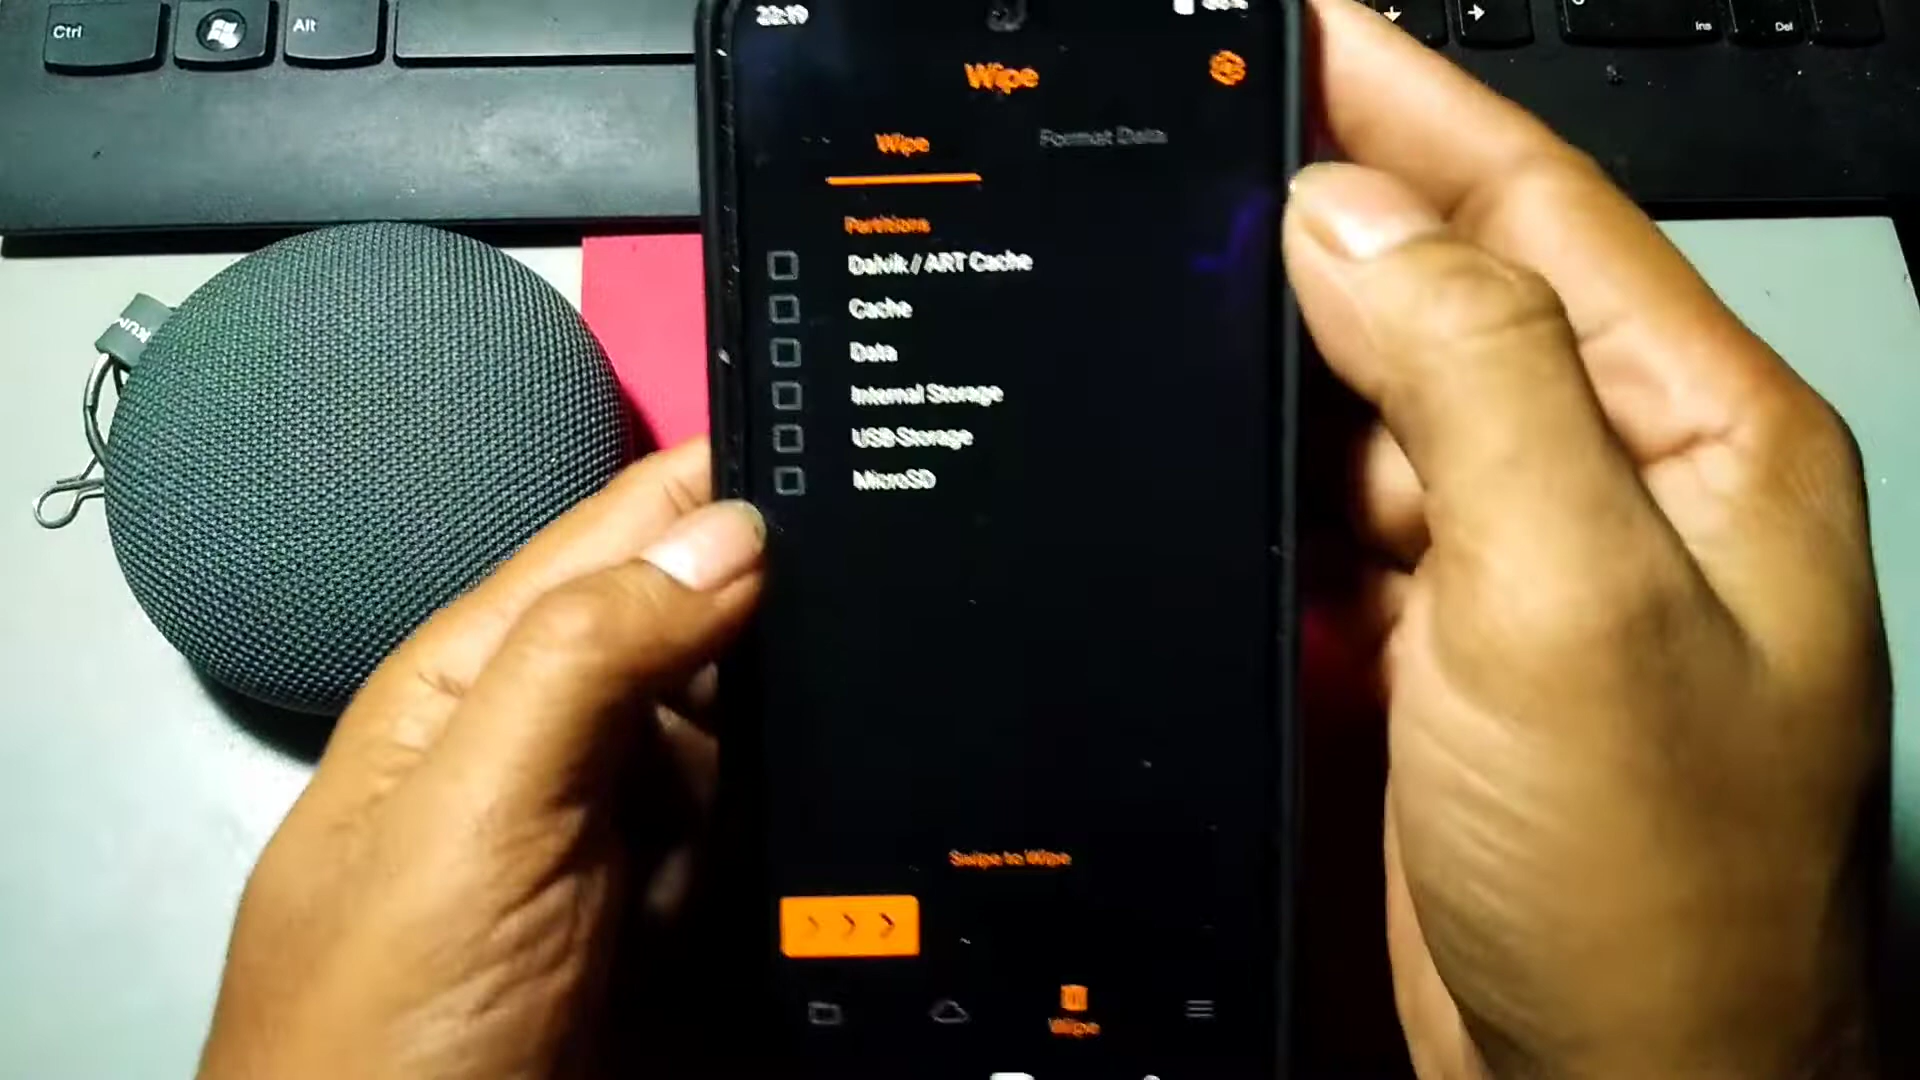 Ctrl
Alt
Ins
Del
22:19
Wipe
Wipe
Format Data
Partitions
Dalvik / ART Cache
Cache
Data
Internal Storage
USB Storage
MicroSD
Swipe to Wipe
Wipe